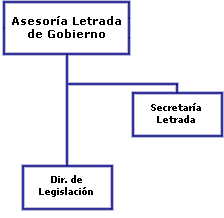 Asesoría Letrada
de Gobierno
Secretaría
Letrada
Dir. de
Legislación